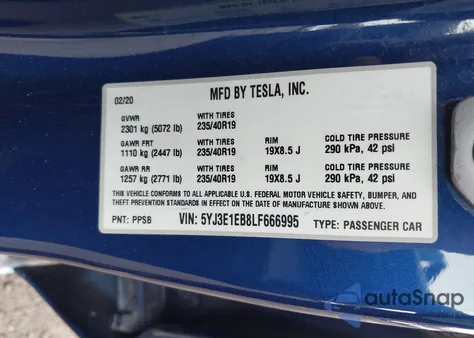 MFD BY TESLA, INC.
02/20
GVWR WITH TIRES
2301 kg (5072 lb) 235/40R19
GAWR FRT WITH TIRES RIM COLD TIRE PRESSURE
1110 kg (2447 lb) 235/40R19 19X8.5 J 290 kPa, 42 psi
GAWR RR WITH TIRES RIM COLD TIRE PRESSURE
1257 kg (2771 lb) 235/40R19 19X8.5 J 290 kPa, 42 psi
THIS VEHICLE CONFORMS TO ALL APPLICABLE U.S. FEDERAL MOTOR VEHICLE SAFETY, BUMPER, AND
THEFT PREVENTION STANDARDS IN EFFECT ON THE DATE OF MANUFACTURE SHOWN ABOVE.
PNT: PPSB VIN: 5YJ3E1EB8LF666995 TYPE: PASSENGER CAR
autoSnap